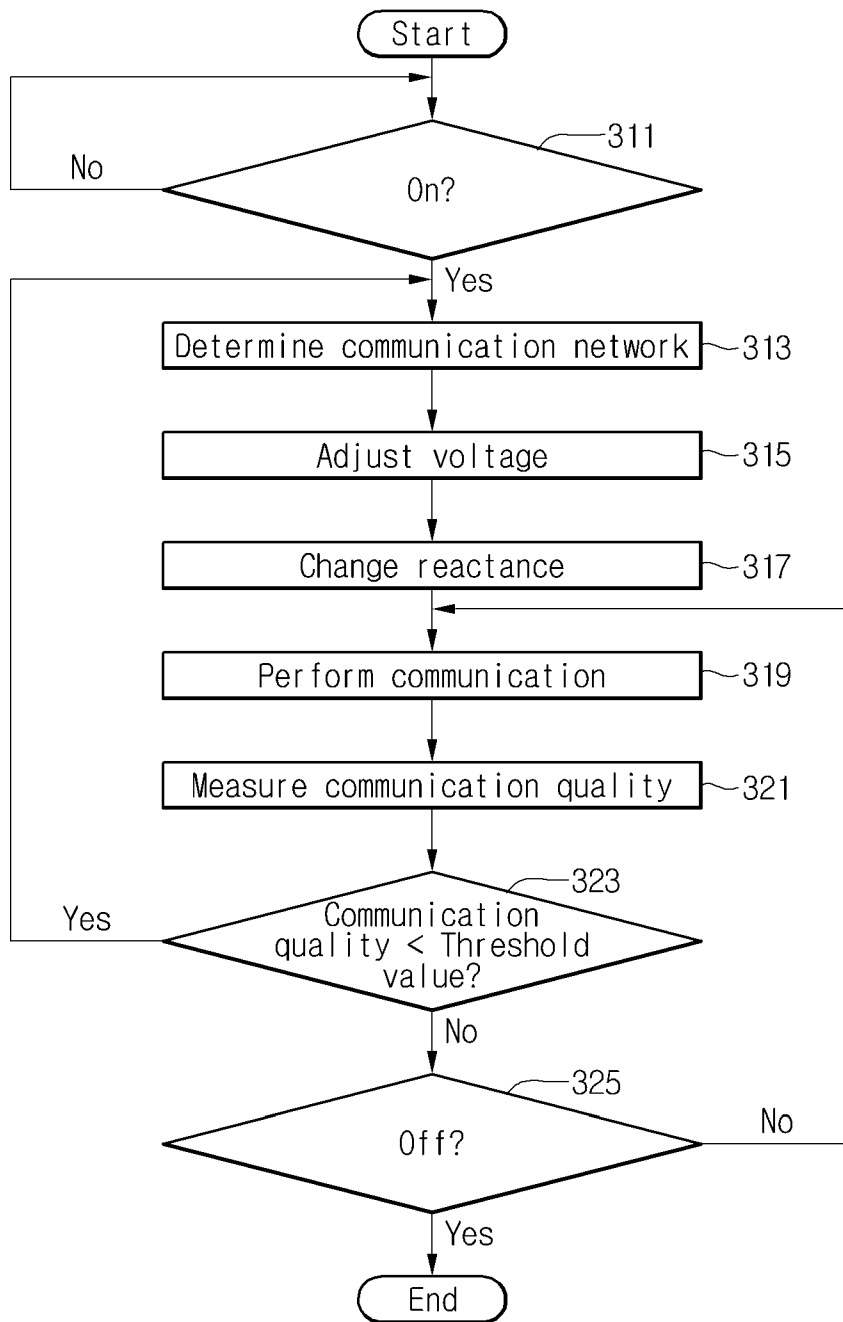 Start
311
No
On?
Yes
Determine communication network
313
Adjust voltage
315
Change reactance
317
Perform communication
319
Measure communication quality
321
323
Yes
Communication
quality < Threshold
value?
No
325
Off?
No
Yes
End